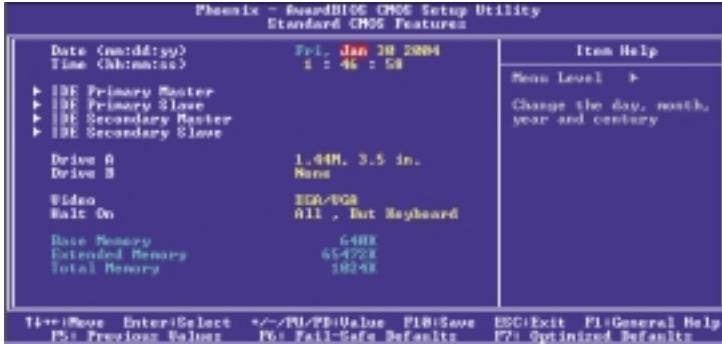 Phoenix - AwardBIOS CMOS Setup Utility
Standard CMOS Features
Date (mm:dd:yy) Fri, Jan 30 2004
Time (hh:mm:ss) 1 : 46 : 50
Item Help
Menu Level
Change the day, month,
year and century
IDE Primary Master
IDE Primary Slave
IDE Secondary Master
IDE Secondary Slave
Drive A 1.44M, 3.5 in.
Drive B None
Video EGA/VGA
Halt On All , But Keyboard
Base Memory 640K
Extended Memory 65472K
Total Memory 1024K
↑↓→←:Move Enter:Select +/-/PU/PD:Value F10:Save ESC:Exit F1:General Help
F5: Previous Values F6: Fail-Safe Defaults F7: Optimized Defaults